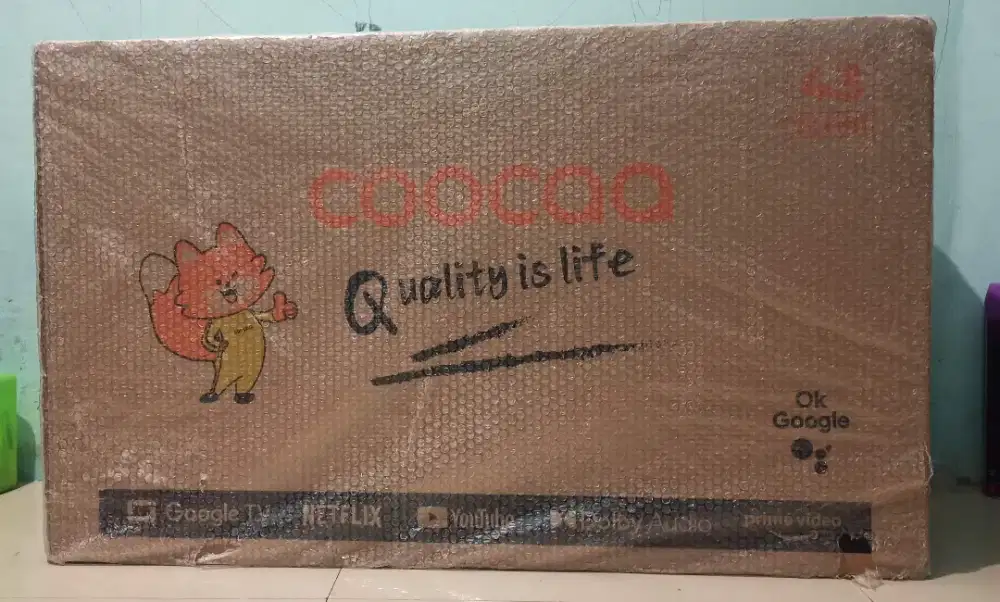 coocaa
Quality is life
Ok
Google
Google TV NETFLIX YouTube Dolby Audio prime video